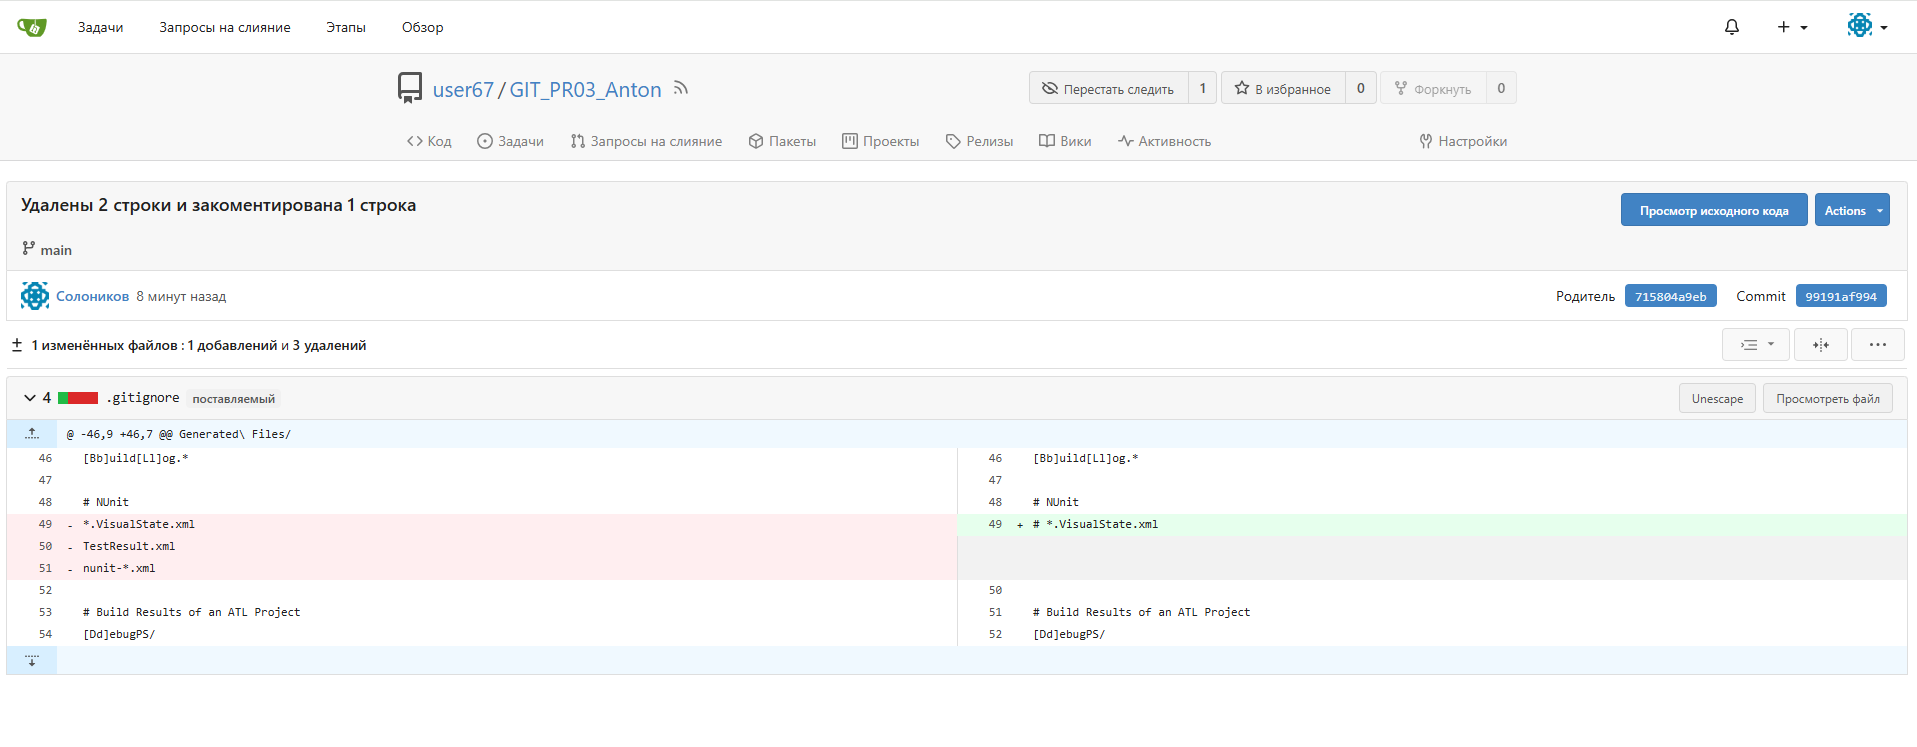 Задачи Запросы на слияние Этапы Обзор
user67/GIT_PR03_Anton Перестать следить 1 В избранное 0 Форкнуть 0
Код Задачи Запросы на слияние Пакеты Проекты Релизы Вики Активность Настройки
Удалены 2 строки и закоментирована 1 строка Просмотр исходного кода Actions
main
Солоников 8 минут назад Родитель 715804a9eb Commit 99191af994
1 изменённых файлов : 1 добавлений и 3 удалений
4 .gitignore поставляемый Unescape Просмотреть файл
@ -46,9 +46,7 @@ Generated\ Files/
46 [Bb]uild[Ll]og.* 46 [Bb]uild[Ll]og.*
47 47
48 # NUnit 48 # NUnit
49 - *.VisualState.xml 49 + # *.VisualState.xml
50 - TestResult.xml
51 - nunit-*.xml
52 50
53 # Build Results of an ATL Project 51 # Build Results of an ATL Project
54 [Dd]ebugPS/ 52 [Dd]ebugPS/